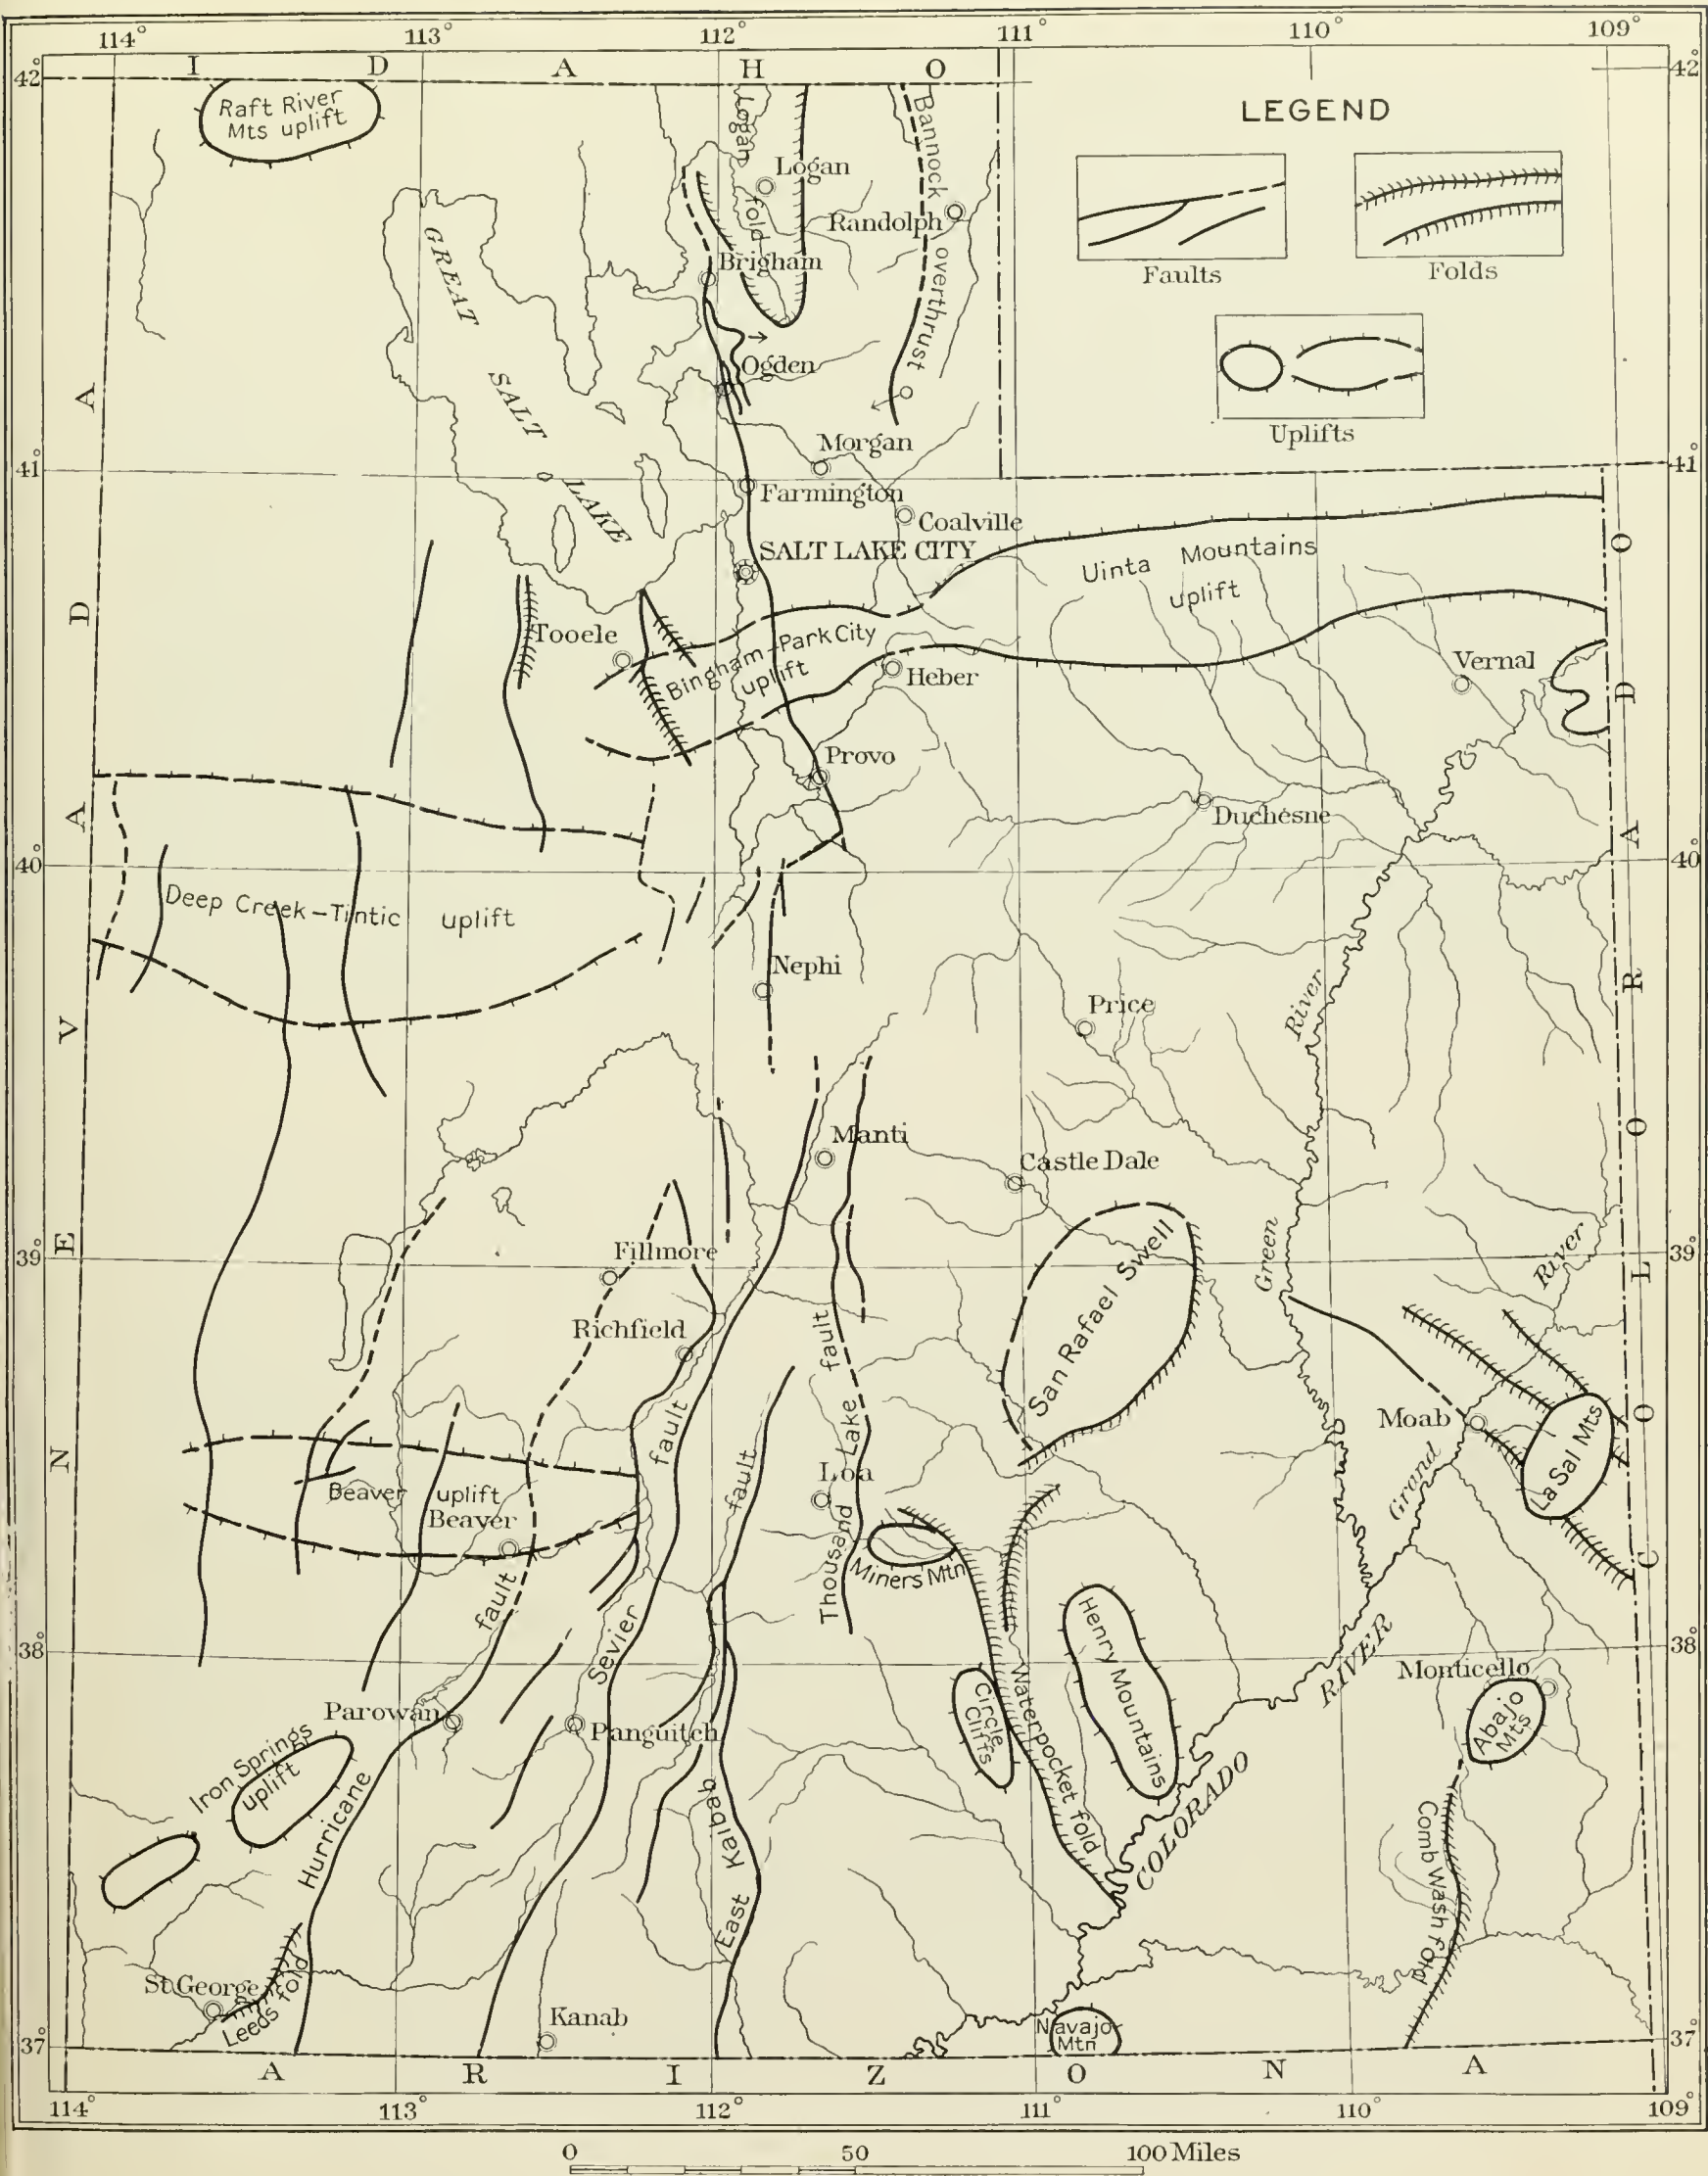 114° 113° 112° 111° 110° 109°
42° I D A H O 42°
LEGEND
Faults
Folds
Uplifts
Raft River
Mts uplift
Logan fold
Bannock overthrust
Logan
Randolph
Brigham
GREAT SALT LAKE
Ogden
Morgan
41° 41°
Farmington
Coalville
SALT LAKE CITY
Uinta Mountains
uplift
Tooele
Bingham-Park City
uplift
Heber
Vernal
Provo
Duchesne
40° 40°
Deep Creek-Tintic uplift
Nephi
Price
Green River
Manti
Castle Dale
39° 39°
Fillmore
San Rafael Swell
River
Richfield
Thousand Lake fault
Moab
La Sal Mts
Grand
Loa
Beaver uplift
Beaver
Miners Mtn
Sevier fault
fault
Henry Mountains
38° 38°
Circle
Cliffs
Waterpocket fold
COLORADO RIVER
Monticello
Abajo
Mts
Parowan
Panguitch
Iron Springs
uplift
Hurricane fault
East Kaibab
Comb Wash Ford
St George
Leeds fold
Kanab
Navajo
Mtn
37° 37°
N E V A D A
C O L O R A D O
A R I Z O N A
114° 113° 112° 111° 110° 109°
0 50 100 Miles